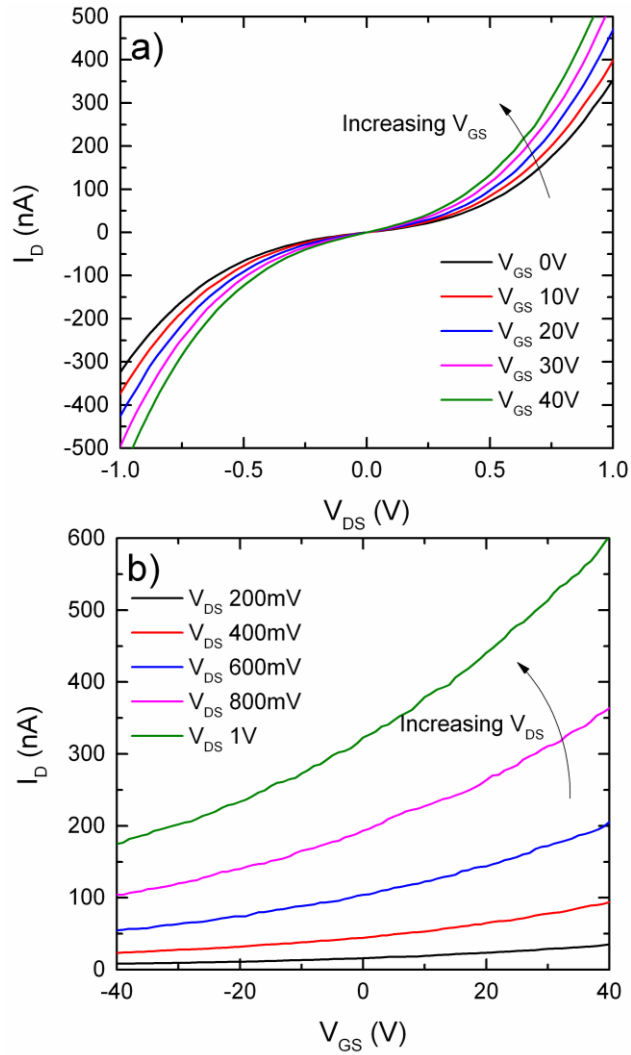 a)
500
400
300
200
100
0
-100
-200
-300
-400
-500
I_D (nA)
Increasing V_GS
V_GS 0V
V_GS 10V
V_GS 20V
V_GS 30V
V_GS 40V
-1.0 -0.5 0.0 0.5 1.0
V_DS (V)
b)
600
500
400
300
200
100
0
I_D (nA)
V_DS 200mV
V_DS 400mV
V_DS 600mV
V_DS 800mV
V_DS 1V
Increasing V_DS
-40 -20 0 20 40
V_GS (V)